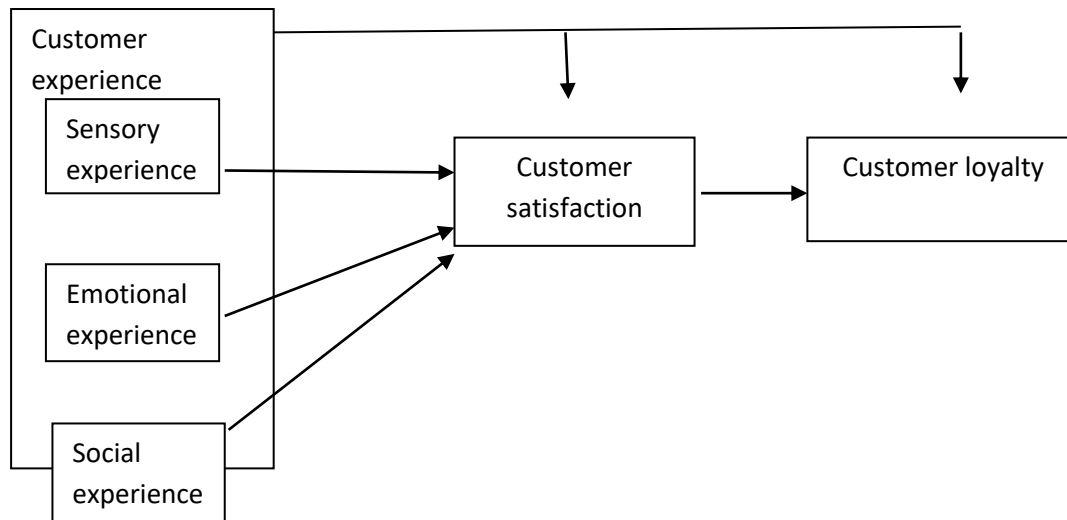 Customer
experience
Sensory
experience
Customer
satisfaction
Customer loyalty
Emotional
experience
Social
experience